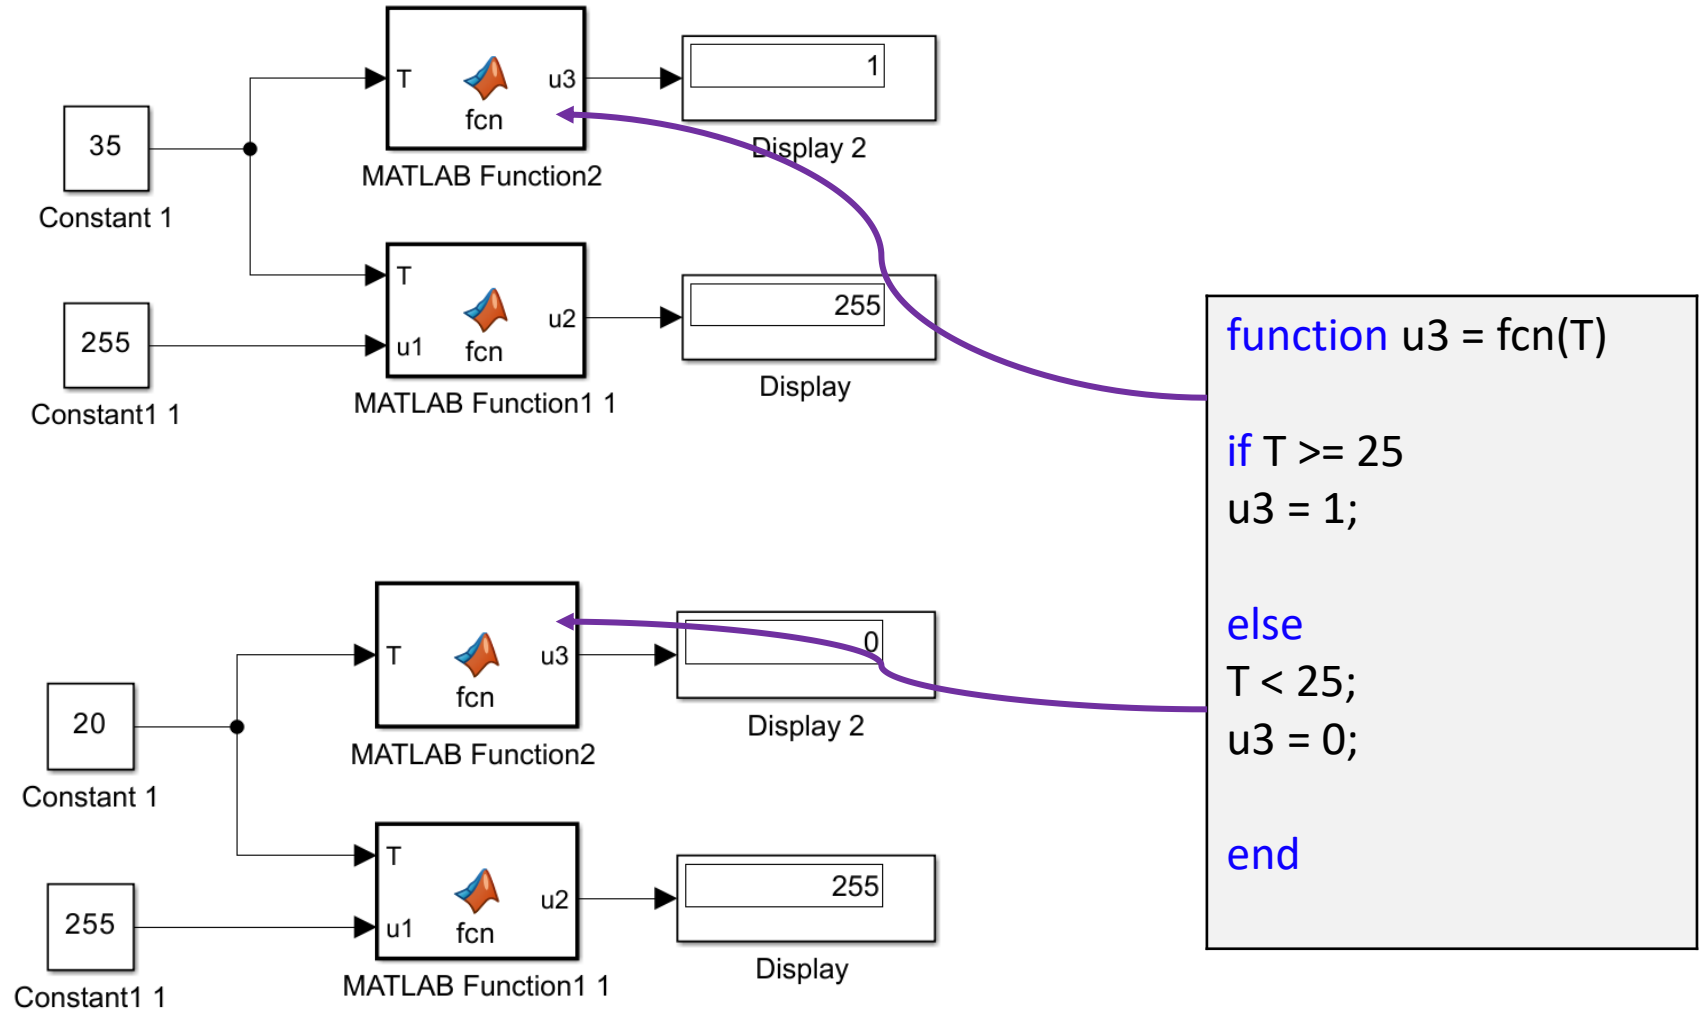 T
fcn
u3
MATLAB Function2
1
Display 2
35
Constant 1
T
u1
fcn
u2
MATLAB Function1 1
255
Display
255
Constant1 1
T
fcn
u3
MATLAB Function2
0
Display 2
20
Constant 1
T
u1
fcn
u2
MATLAB Function1 1
255
Display
255
Constant1 1
function u3 = fcn(T)
if T >= 25
u3 = 1;
else
T < 25;
u3 = 0;
end